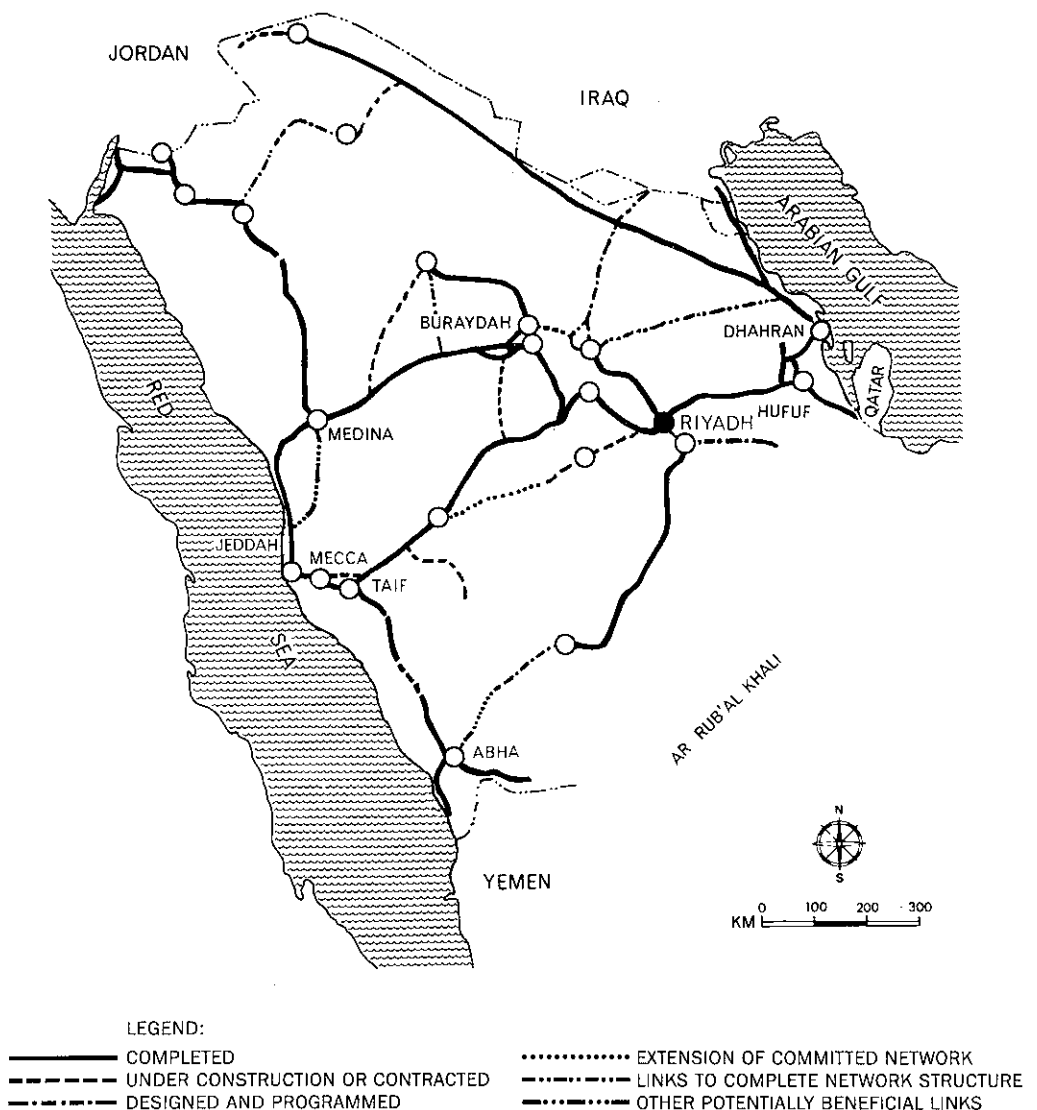 JORDAN
IRAQ
ARABIAN GULF
BURAYDAH
DHAHRAN
QATAR
RED
SEA
HUFUF
RIYADH
MEDINA
JEDDAH
MECCA
TAIF
AR RUB'AL KHALI
ABHA
YEMEN
N
S
0 100 200 300
KM
LEGEND:
COMPLETED
UNDER CONSTRUCTION OR CONTRACTED
DESIGNED AND PROGRAMMED
EXTENSION OF COMMITTED NETWORK
LINKS TO COMPLETE NETWORK STRUCTURE
OTHER POTENTIALLY BENEFICIAL LINKS